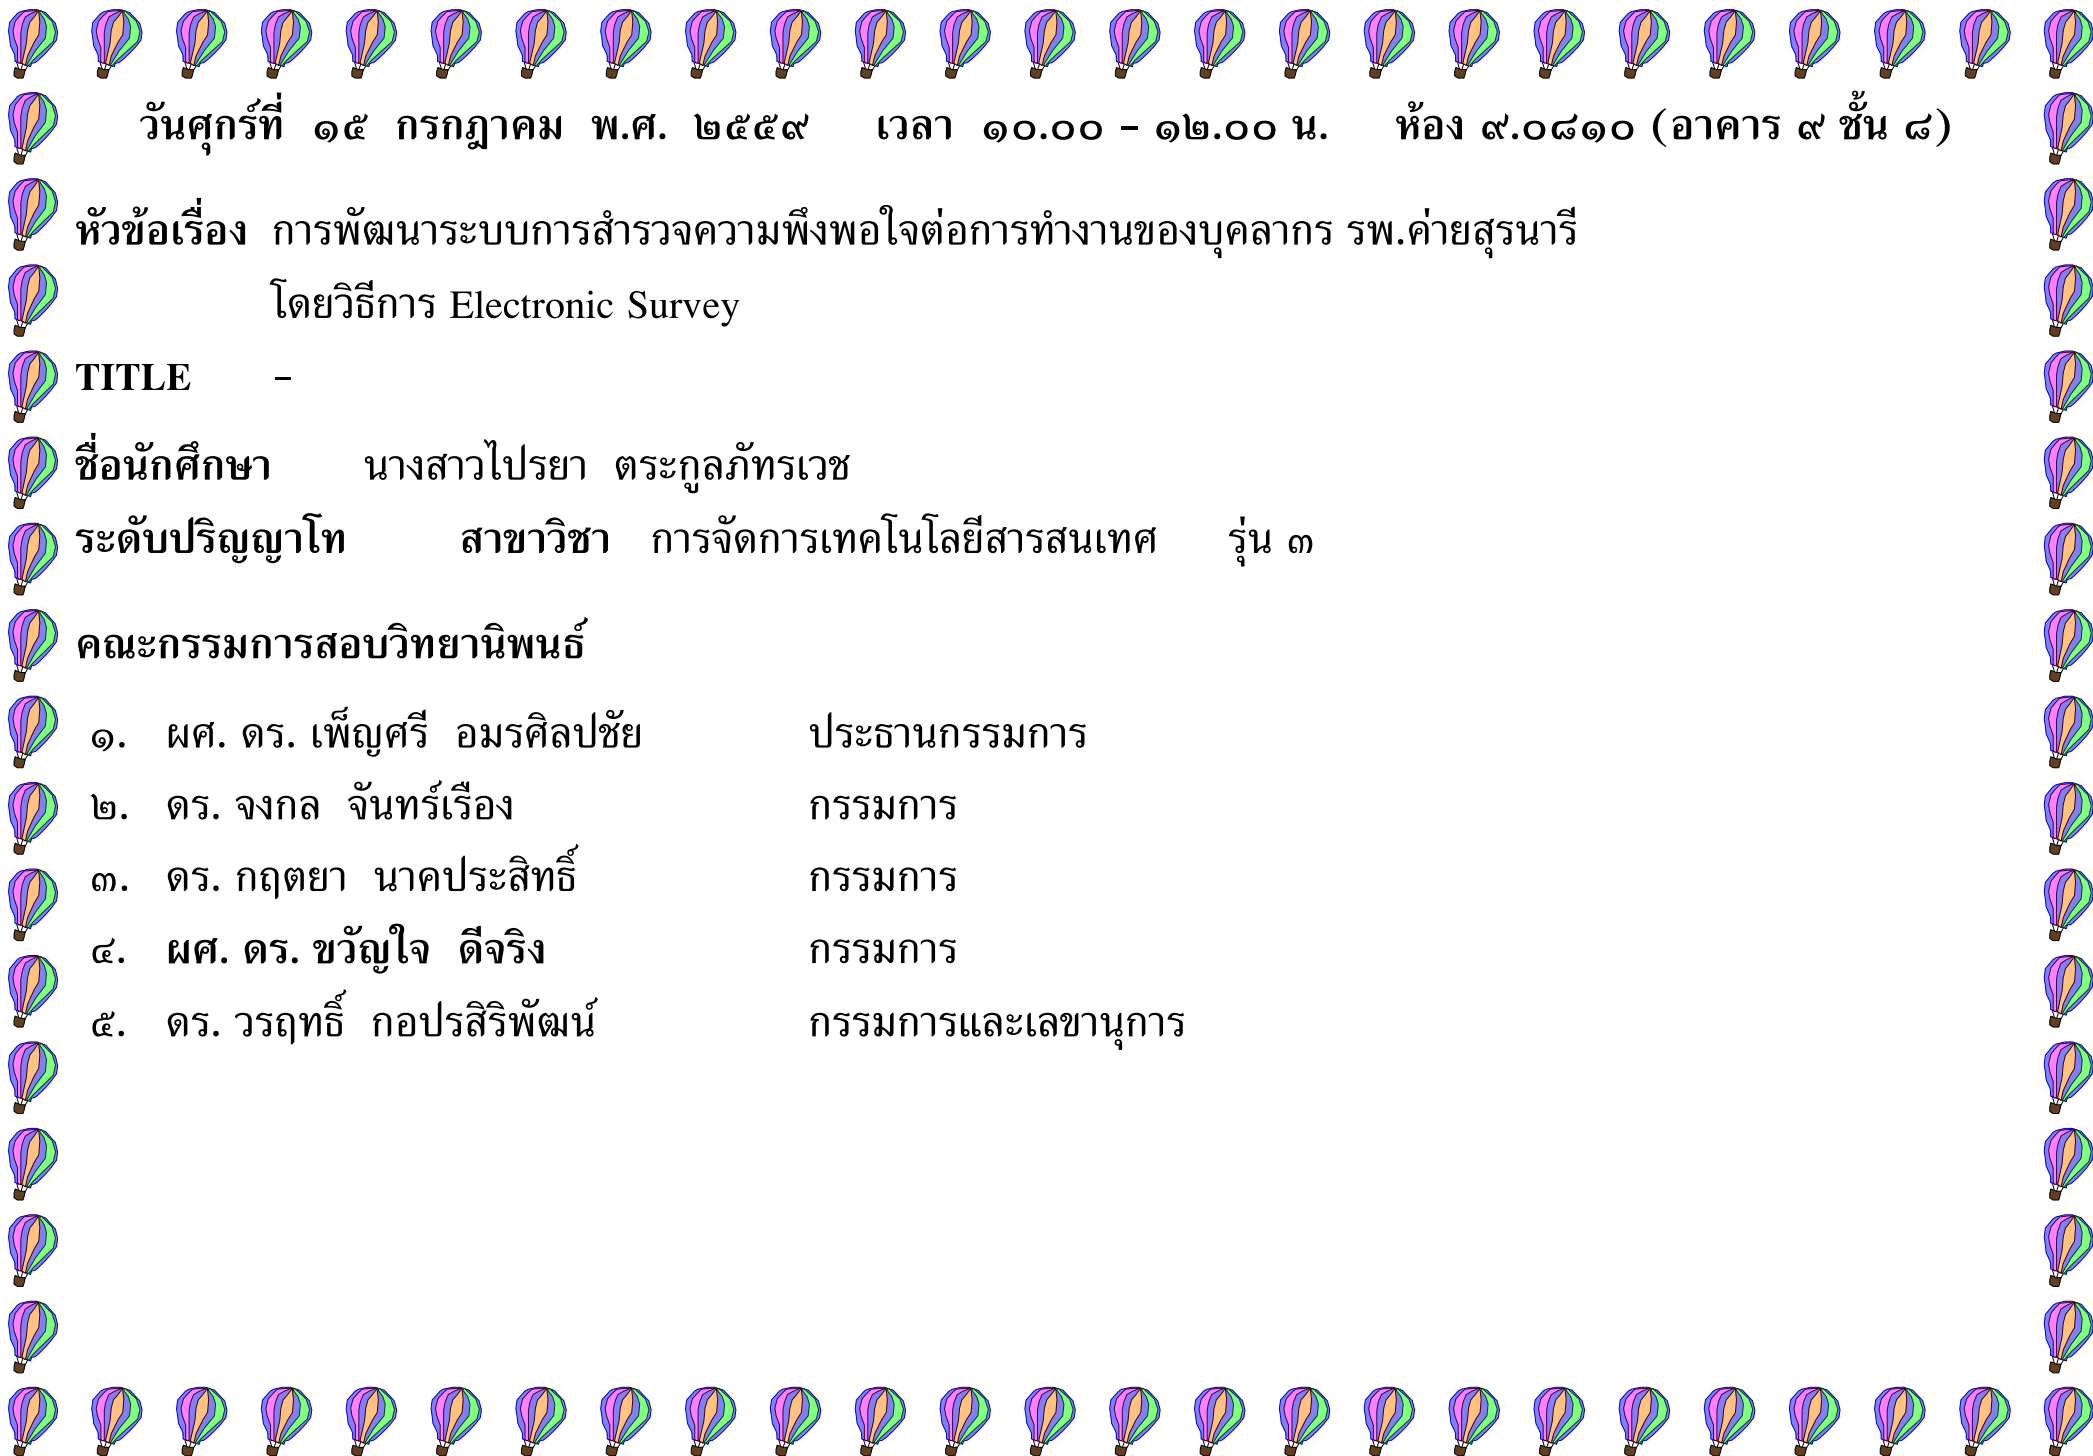 วันศุกร์ที่ ๑๕ กรกฎาคม พ.ศ. ๒๕๕๙ เวลา ๑๐.๐๐ - ๑๒.๐๐ น. ห้อง ๙.๐๘๑๐ (อาคาร ๙ ชั้น ๘)
หัวข้อเรื่อง การพัฒนาระบบการสำรวจความพึงพอใจต่อการทำงานของบุคลากร รพ.ค่ายสุรนารี
โดยวิธีการ Electronic Survey
TITLE -
ชื่อนักศึกษา นางสาวไปรยา ตระกูลภัทรเวช
ระดับปริญญาโท สาขาวิชา การจัดการเทคโนโลยีสารสนเทศ รุ่น ๓
คณะกรรมการสอบวิทยานิพนธ์
๑. ผศ. ดร. เพ็ญศรี อมรศิลปชัย ประธานกรรมการ
๒. ดร. จงกล จันทร์เรือง กรรมการ
๓. ดร. กฤตยา นาคประสิทธิ์ กรรมการ
๔. ผศ. ดร. ขวัญใจ ดีจริง กรรมการ
๕. ดร. วรฤทธิ์ กอปรสิริพัฒน์ กรรมการและเลขานุการ